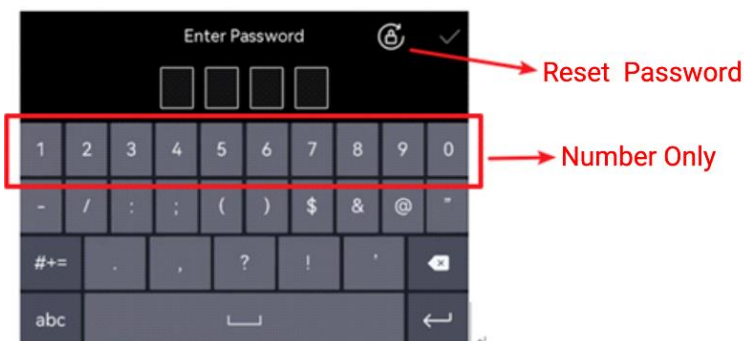 Enter Password
Reset Password
1 2 3 4 5 6 7 8 9 0
Number Only
- / : ; ( ) $ & @ "
#+= . , ? ! '
abc